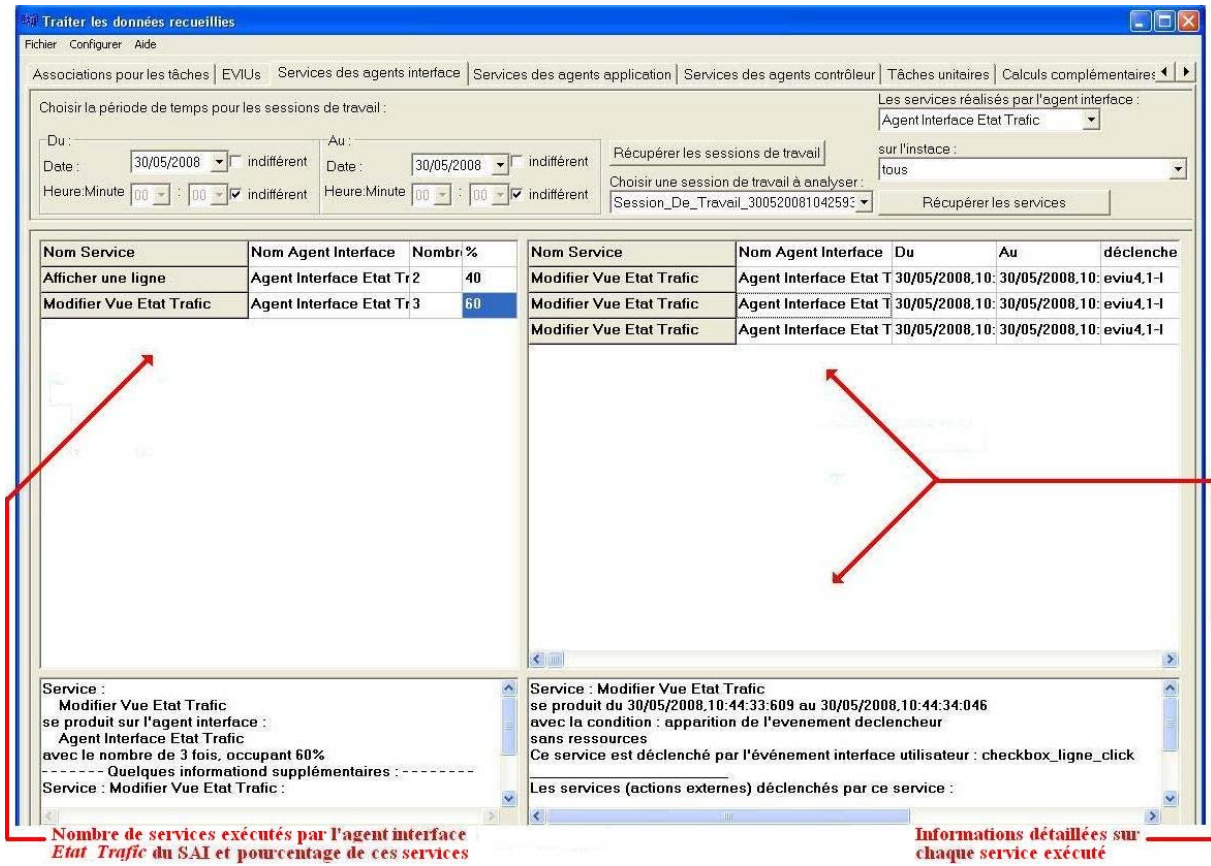 Traiter les données recueillies
Fichier Configurer Aide
Associations pour les tâches EVIUs Services des agents interface Services des agents application Services des agents contrôleur Tâches unitaires Calculs complémentaires
Choisir la période de temps pour les sessions de travail :
Les services réalisés par l'agent interface :
Agent Interface Etat Trafic
Du :
Date : 30/05/2008 indifférent
Heure:Minute 00 : 00 indifférent
Au :
Date : 30/05/2008 indifférent
Heure:Minute 00 : 00 indifférent
Récupérer les sessions de travail
Choisir une session de travail à analyser :
Session_De_Travail_30052008104259
sur l'instace :
tous
Récupérer les services
Nom Service Nom Agent Interface Nombr %
Afficher une ligne Agent Interface Etat Tr 2 40
Modifier Vue Etat Trafic Agent Interface Etat Tr 3 60
Nom Service Nom Agent Interface Du Au déclenche
Modifier Vue Etat Trafic Agent Interface Etat T 30/05/2008,10: 30/05/2008,10: eviu4,1-I
Modifier Vue Etat Trafic Agent Interface Etat T 30/05/2008,10: 30/05/2008,10: eviu4,1-I
Modifier Vue Etat Trafic Agent Interface Etat T 30/05/2008,10: 30/05/2008,10: eviu4,1-I
Service :
Modifier Vue Etat Trafic
se produit sur l'agent interface :
Agent Interface Etat Trafic
avec le nombre de 3 fois, occupant 60%
- - - - - - - Quelques informationd supplémentaires : - - - - - - - -
Service : Modifier Vue Etat Trafic :
Service : Modifier Vue Etat Trafic
se produit du 30/05/2008,10:44:33:609 au 30/05/2008,10:44:34:046
avec la condition : apparition de l'evenement declencheur
sans ressources
Ce service est déclenché par l'événement interface utilisateur : checkbox_ligne_click
Les services (actions externes) déclenchés par ce service :
Nombre de services exécutés par l'agent interface
Etat_Trafic du SAI et pourcentage de ces services
Informations détaillées sur
chaque service exécuté